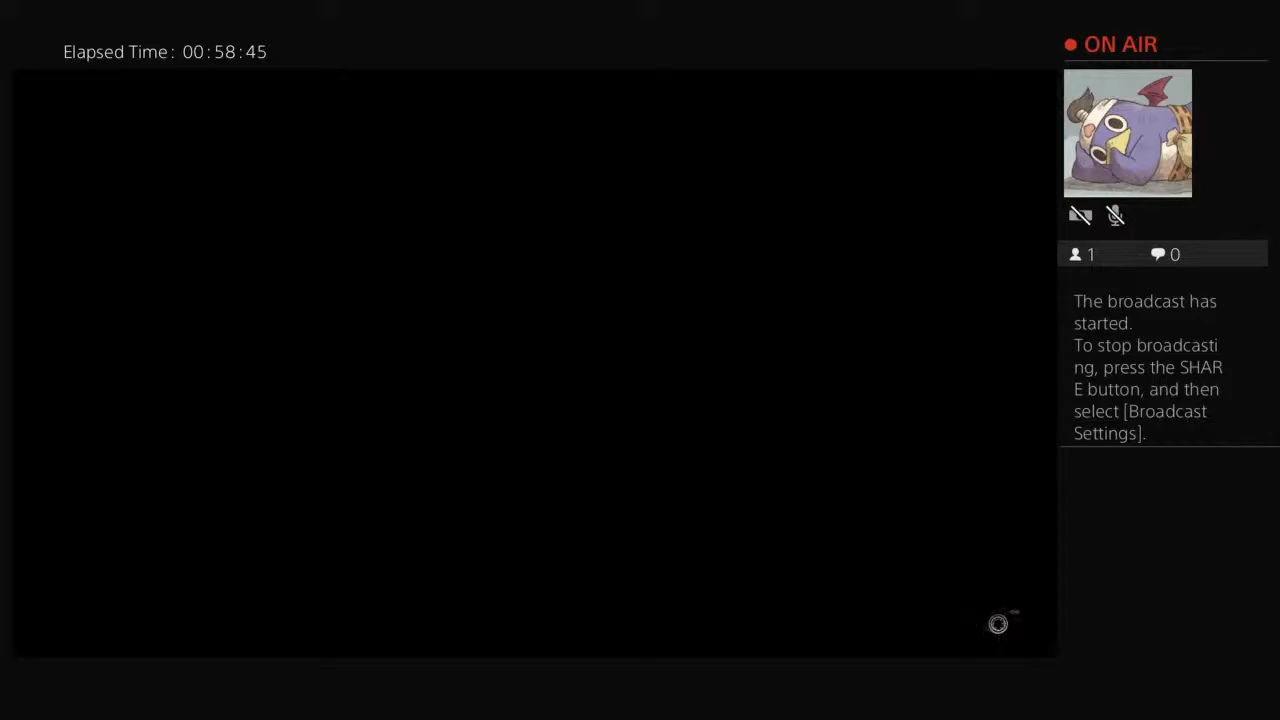 Elapsed Time: 00:58:45
ON AIR
1 0
The broadcast has
started.
To stop broadcasti
ng, press the SHAR
E button, and then
select [Broadcast
Settings].